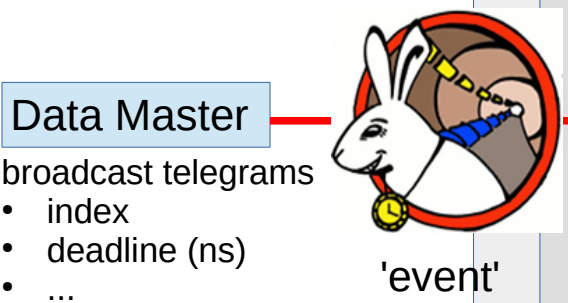 Data Master
broadcast telegrams
• index
• deadline (ns)
• ...
'event'